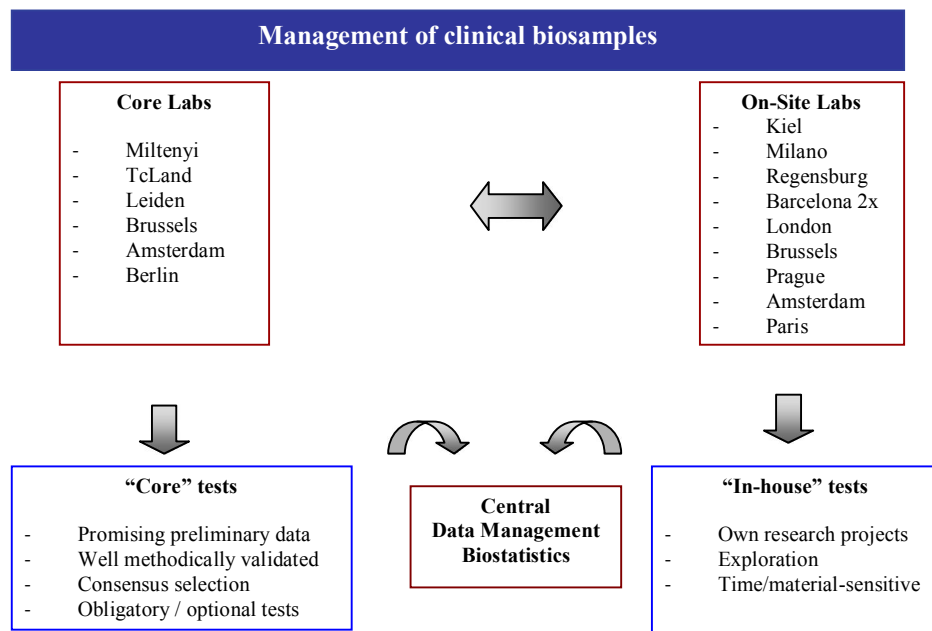 Management of clinical biosamples
Core Labs
- Miltenyi
- TcLand
- Leiden
- Brussels
- Amsterdam
- Berlin
On-Site Labs
- Kiel
- Milano
- Regensburg
- Barcelona 2x
- London
- Brussels
- Prague
- Amsterdam
- Paris
“Core” tests
- Promising preliminary data
- Well methodically validated
- Consensus selection
- Obligatory / optional tests
Central
Data Management
Biostatistics
“In-house” tests
- Own research projects
- Exploration
- Time/material-sensitive